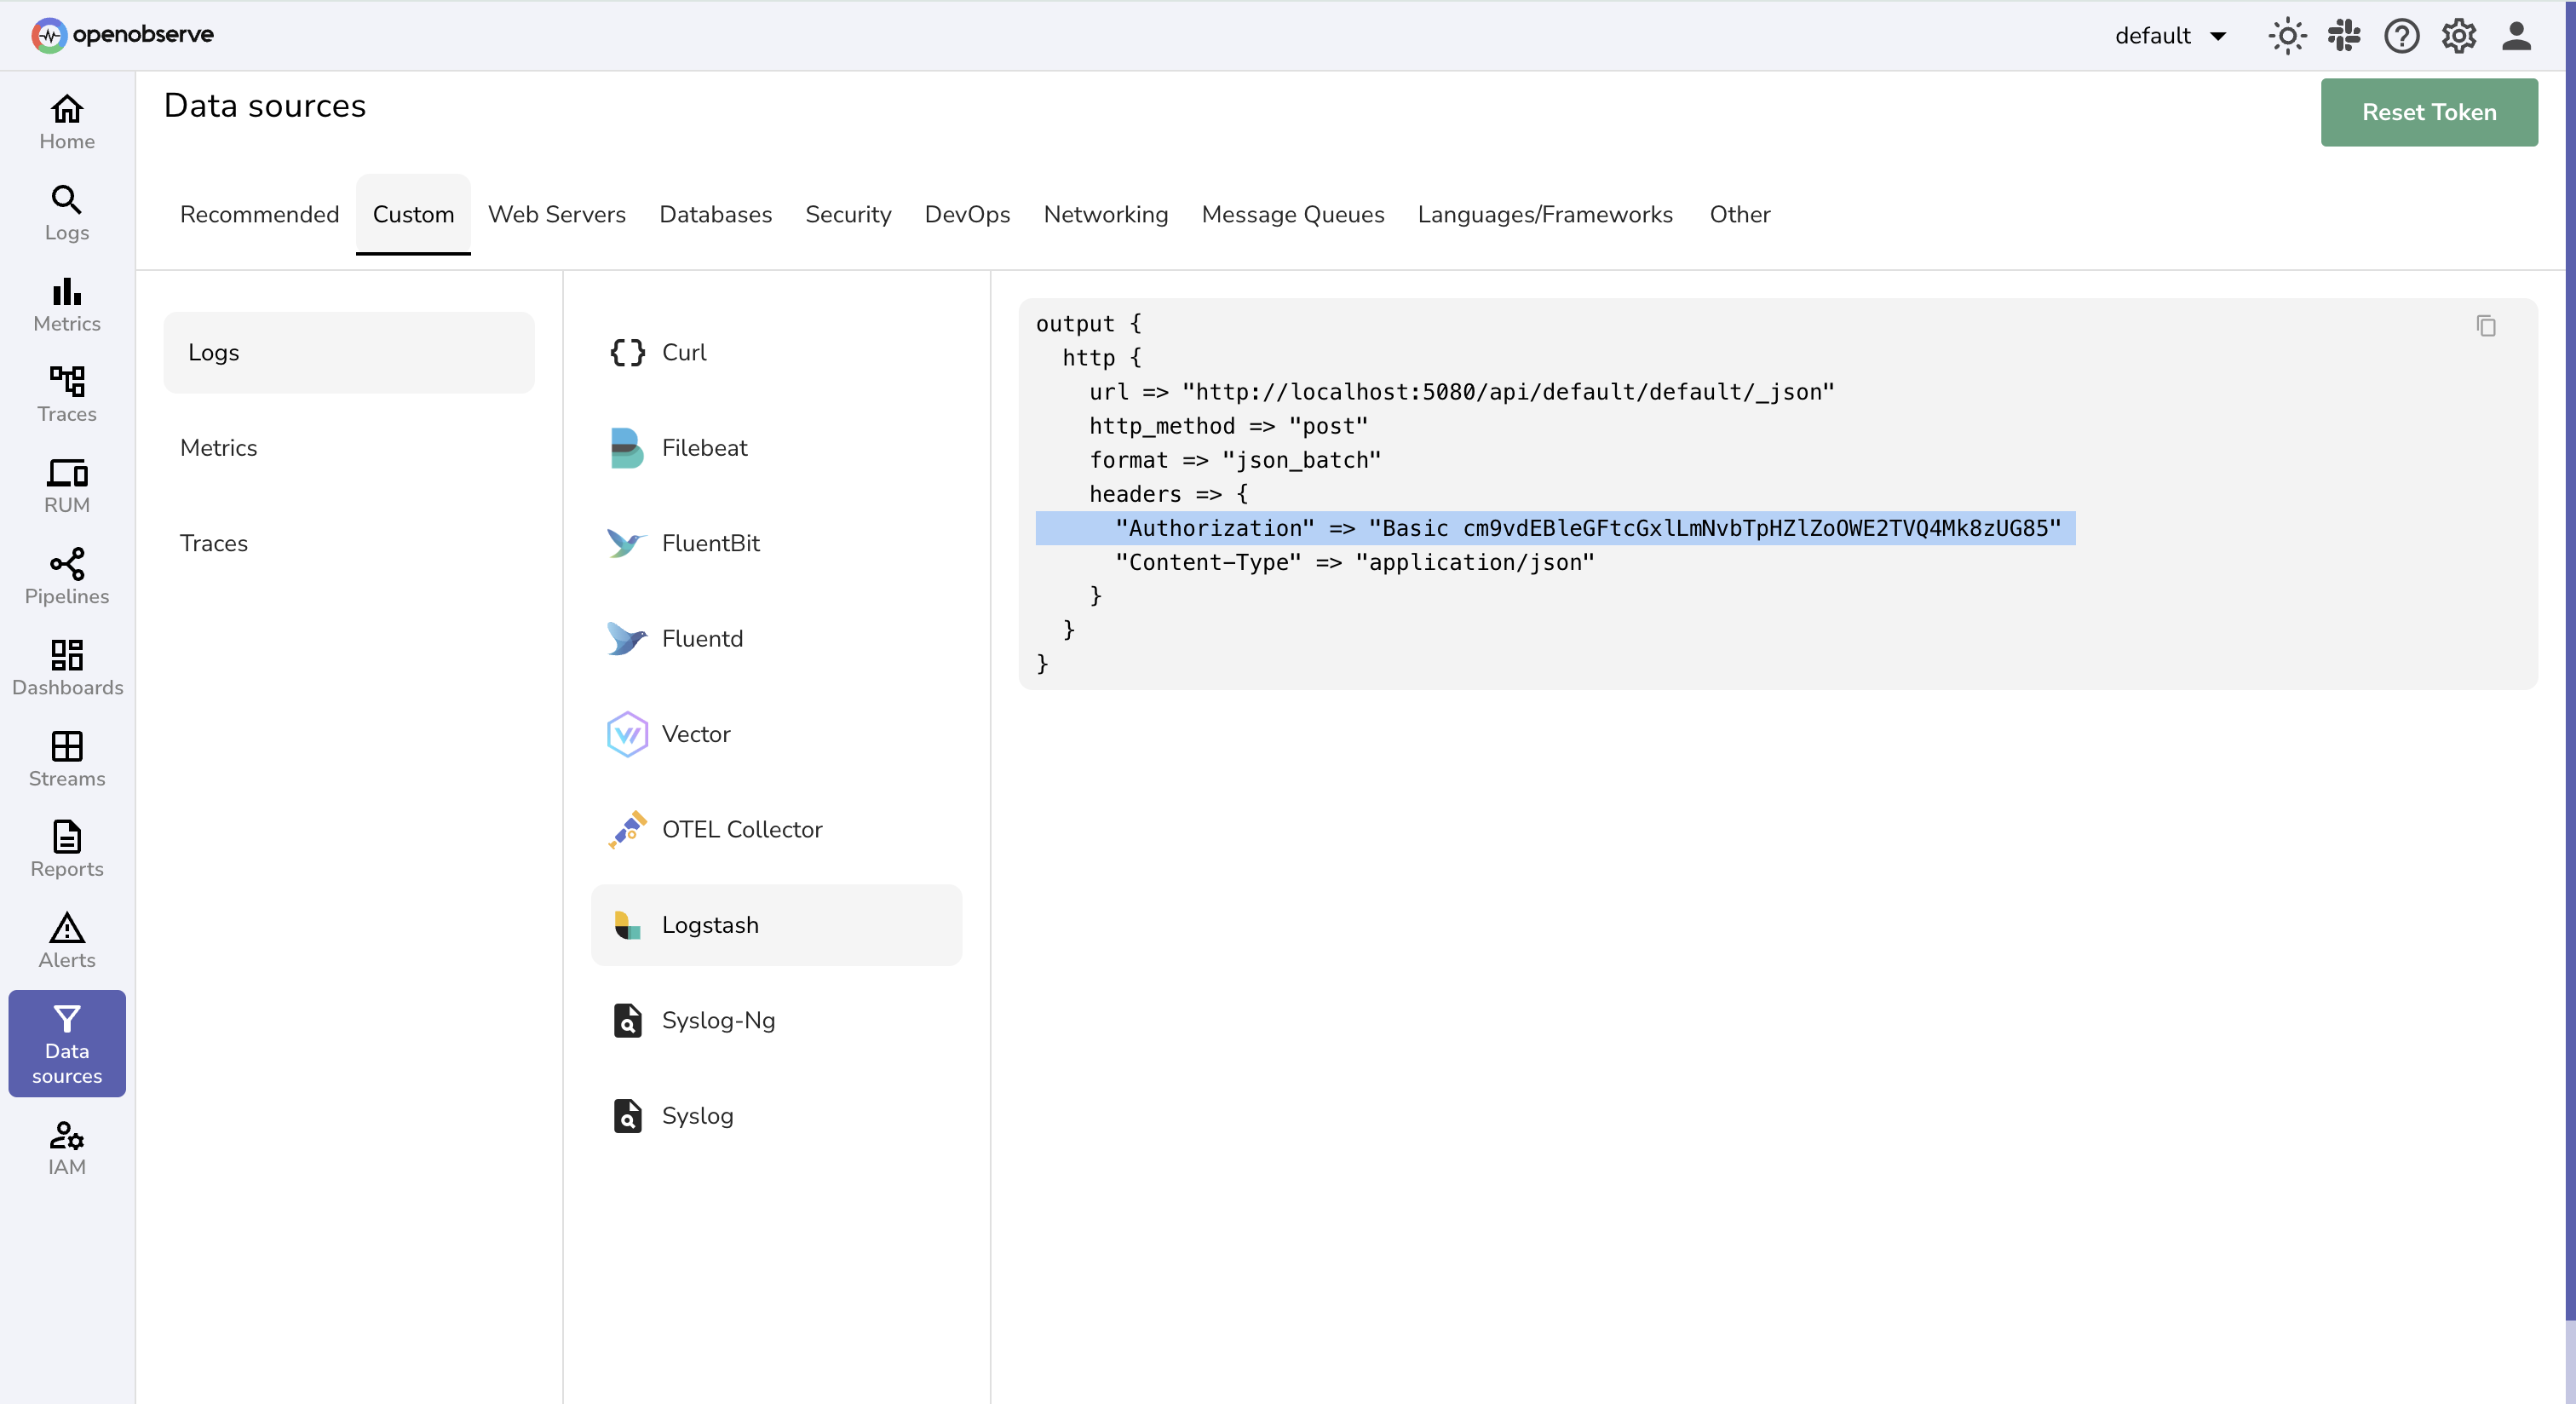 openobserve
default
Home
Logs
Metrics
Traces
RUM
Pipelines
Dashboards
Streams
Reports
Alerts
Data
sources
IAM
Data sources
Reset Token
Recommended
Custom
Web Servers
Databases
Security
DevOps
Networking
Message Queues
Languages/Frameworks
Other
Logs
Metrics
Traces
Curl
Filebeat
FluentBit
Fluentd
Vector
OTEL Collector
Logstash
Syslog-Ng
Syslog
output {
  http {
    url => "http://localhost:5080/api/default/default/_json"
    http_method => "post"
    format => "json_batch"
    headers => {
      "Authorization" => "Basic cm9vdEBleGFtcGxlLmNvbTpHZlZoOWE2TVQ4Mk8zUG85"
      "Content-Type" => "application/json"
    }
  }
}